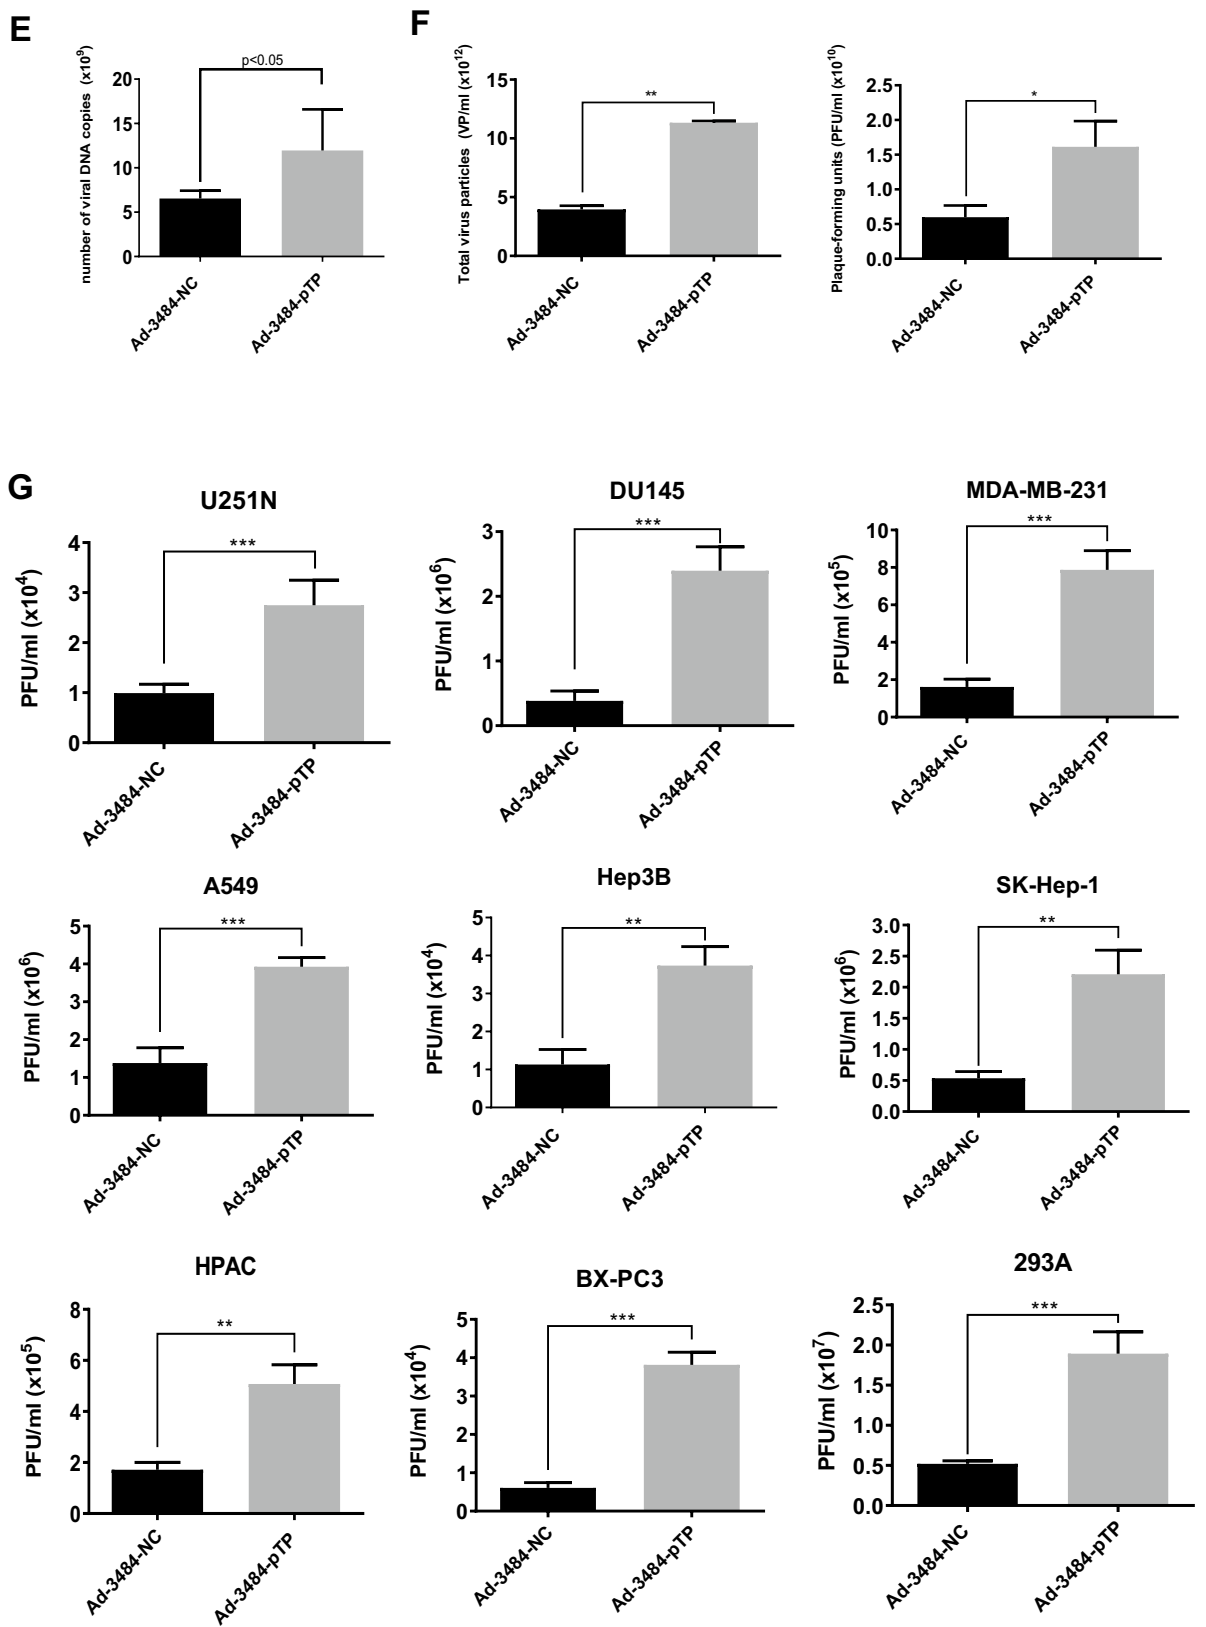 E
number of viral DNA copies (x10⁹)
20
15
10
5
0
p<0.05
Ad-3484-NC
Ad-3484-pTP
F
Total virus particles (VP/ml (x10¹²)
15
10
5
0
**
Ad-3484-NC
Ad-3484-pTP
Plaque-forming units (PFU/ml (x10¹⁰)
2.5
2.0
1.5
1.0
0.5
0.0
*
Ad-3484-NC
Ad-3484-pTP
G
U251N
PFU/ml (x10⁴)
4
3
2
1
0
***
Ad-3484-NC
Ad-3484-pTP
DU145
PFU/ml (x10⁶)
3
2
1
0
***
Ad-3484-NC
Ad-3484-pTP
MDA-MB-231
PFU/ml (x10⁵)
10
8
6
4
2
0
***
Ad-3484-NC
Ad-3484-pTP
A549
PFU/ml (x10⁶)
5
4
3
2
1
0
***
Ad-3484-NC
Ad-3484-pTP
Hep3B
PFU/ml (x10⁴)
5
4
3
2
1
0
**
Ad-3484-NC
Ad-3484-pTP
SK-Hep-1
PFU/ml (x10⁶)
3.0
2.5
2.0
1.5
1.0
0.5
0.0
**
Ad-3484-NC
Ad-3484-pTP
HPAC
PFU/ml (x10⁵)
8
6
4
2
0
**
Ad-3484-NC
Ad-3484-pTP
BX-PC3
PFU/ml (x10⁴)
5
4
3
2
1
0
***
Ad-3484-NC
Ad-3484-pTP
293A
PFU/ml (x10⁷)
2.5
2.0
1.5
1.0
0.5
0.0
***
Ad-3484-NC
Ad-3484-pTP